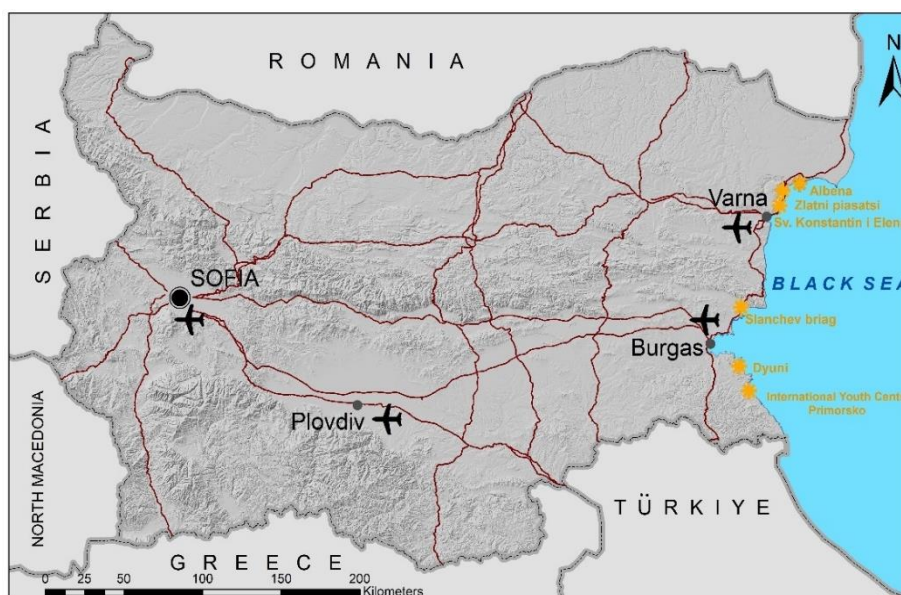 ROMANIA
N
SERBIA
Varna
Albena
Zlatni piasatsi
Sv. Konstantin i Elen
SOFIA
BLACK SEA
Slanchev briag
Burgas
Dyuni
International Youth Cent
Primorsko
Plovdiv
NORTH MACEDONIA
TÜRKIYE
GREECE
0 25 50 100 150 200
Kilometers